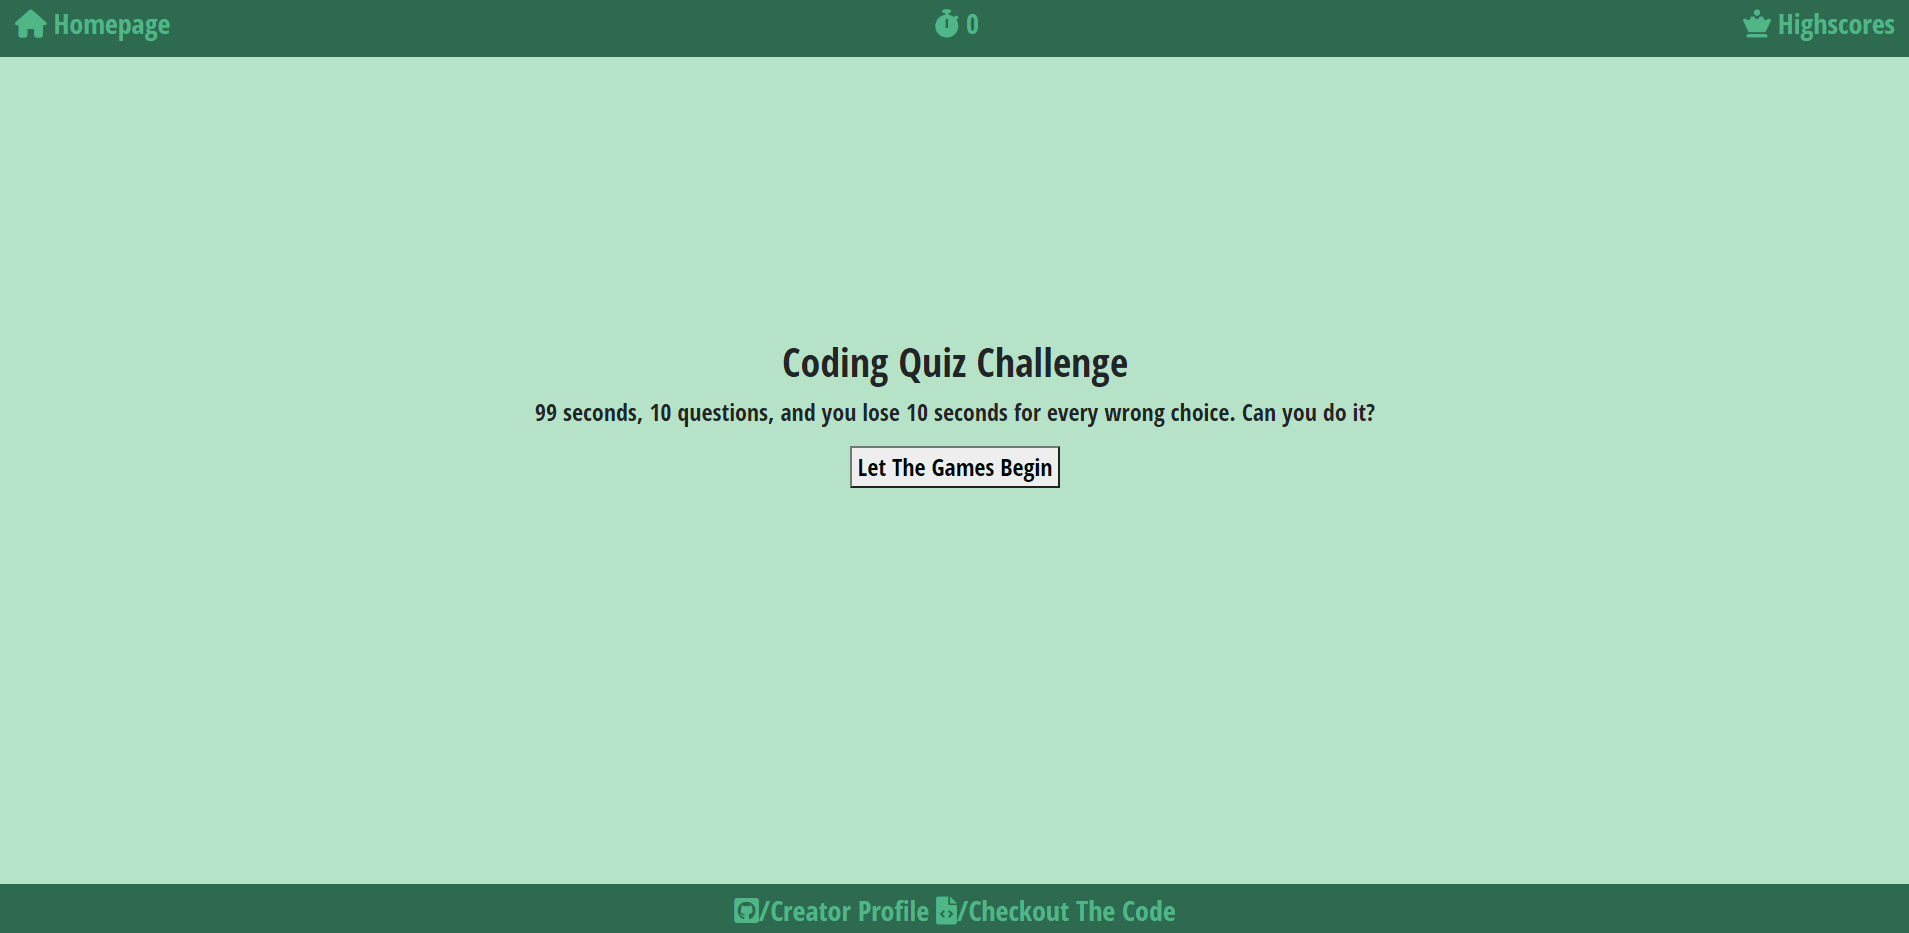 Homepage
0
Highscores
Coding Quiz Challenge
99 seconds, 10 questions, and you lose 10 seconds for every wrong choice. Can you do it?
Let The Games Begin
/Creator Profile /Checkout The Code